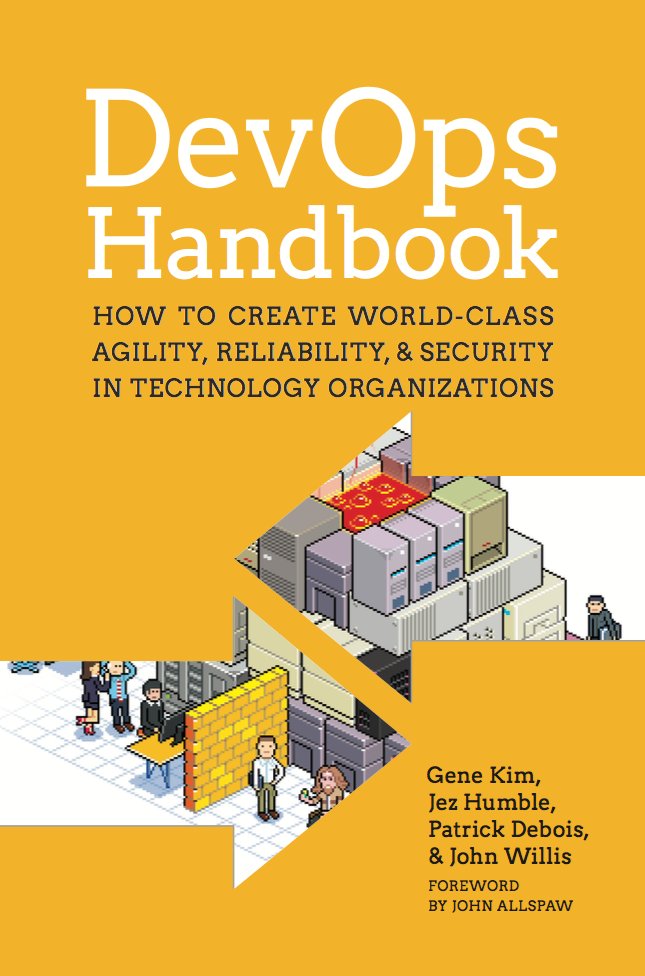 DevOps
Handbook
HOW TO CREATE WORLD-CLASS
AGILITY, RELIABILITY, & SECURITY
IN TECHNOLOGY ORGANIZATIONS
Gene Kim,
Jez Humble,
Patrick Debois,
& John Willis
FOREWORD
BY JOHN ALLSPAW